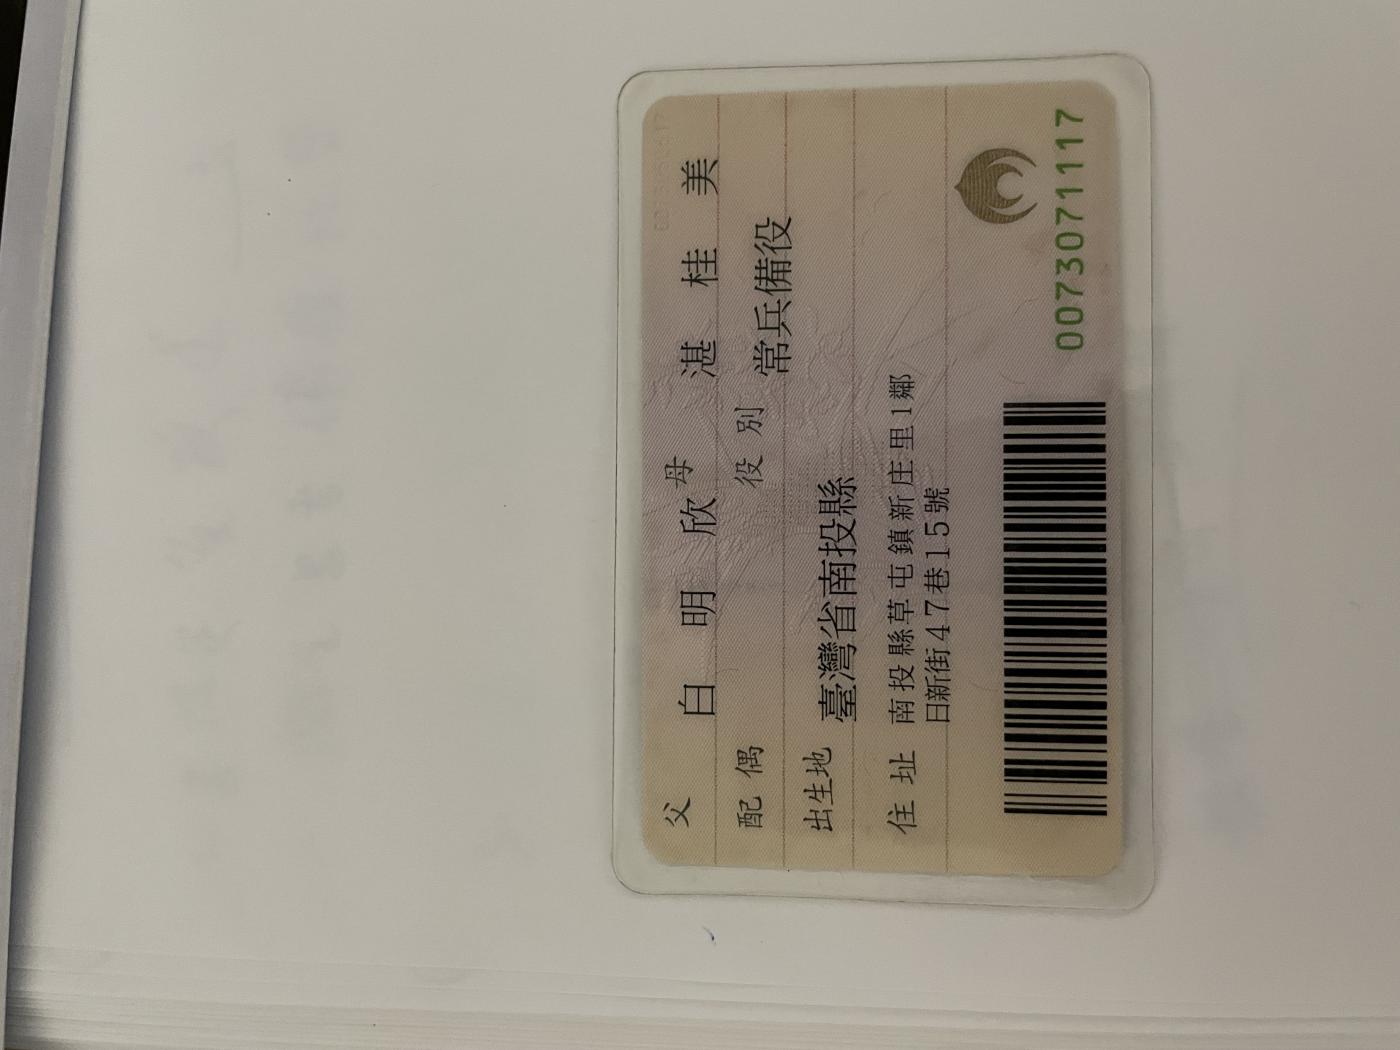 父 白明欣 母 湛桂美
配偶 役別 常兵備役
出生地 臺灣省南投縣
住址 南投縣草屯鎮新庄里1鄰
日新街47巷15號
0073071117